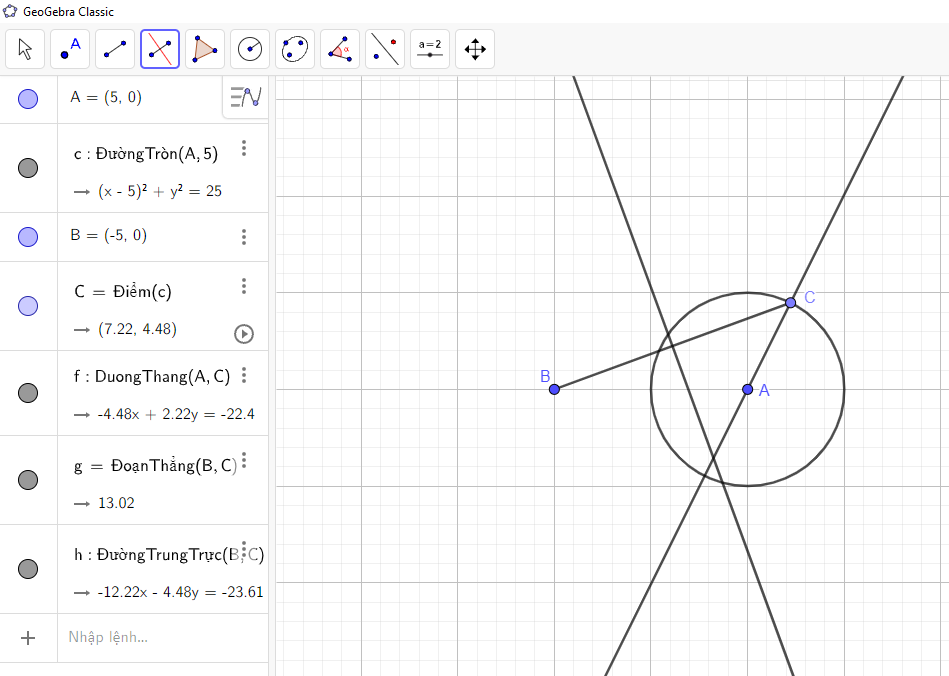 GeoGebra Classic
A
α
a=2
A = (5, 0)
c : ĐườngTròn(A, 5)
→ (x - 5)² + y² = 25
B = (-5, 0)
C = Điểm(c)
→ (7.22, 4.48)
f : DuongThang(A, C)
→ -4.48x + 2.22y = -22.4
g = ĐoạnThẳng(B, C)
→ 13.02
h : ĐườngTrungTrực(B, C)
→ -12.22x - 4.48y = -23.61
Nhập lệnh...
C
B
A